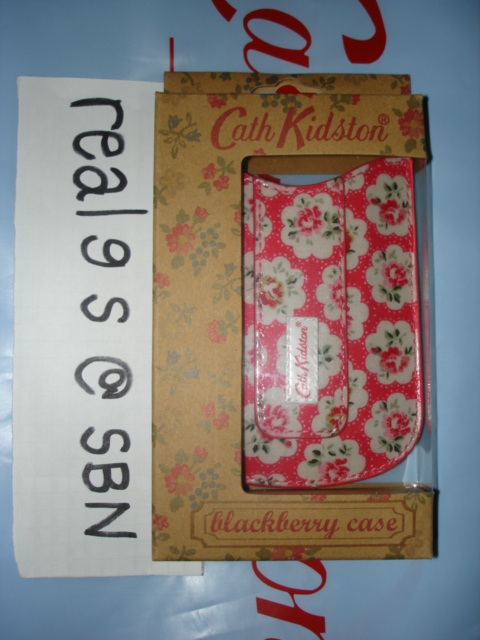 Cath Kidston®
Cath Kidston
blackberry case
real9s@SBN